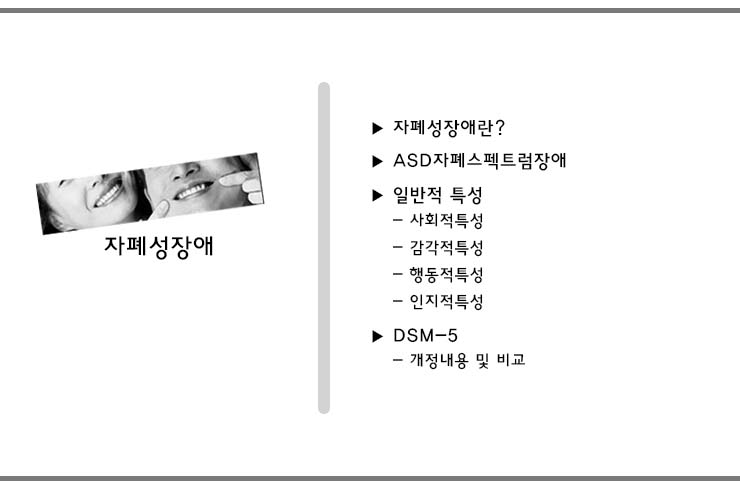 자폐성장애
▶ 자폐성장애란?
▶ ASD자폐스펙트럼장애
▶ 일반적 특성
– 사회적특성
– 감각적특성
– 행동적특성
– 인지적특성
▶ DSM–5
– 개정내용 및 비교